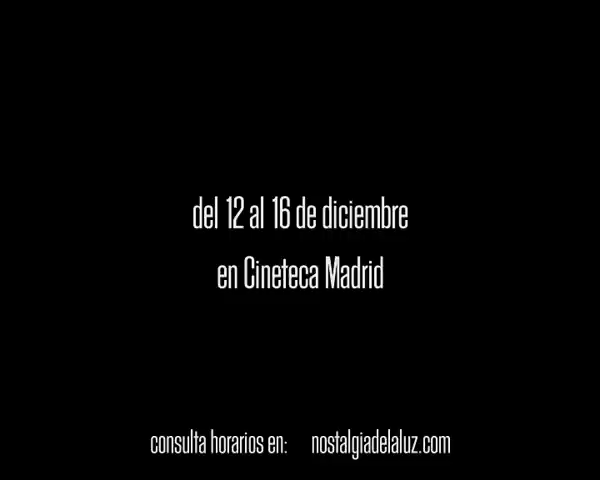 del 12 al 16 de diciembre
en Cineteca Madrid
consulta horarios en: nostalgiadelaluz.com